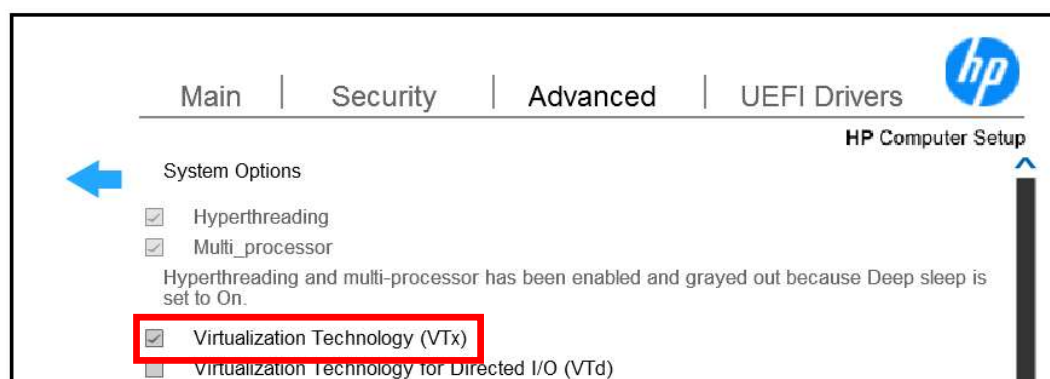 hp
Main | Security | Advanced | UEFI Drivers
HP Computer Setup
System Options
Hyperthreading
Multi_processor
Hyperthreading and multi-processor has been enabled and grayed out because Deep sleep is
set to On.
Virtualization Technology (VTx)
Virtualization Technology for Directed I/O (VTd)